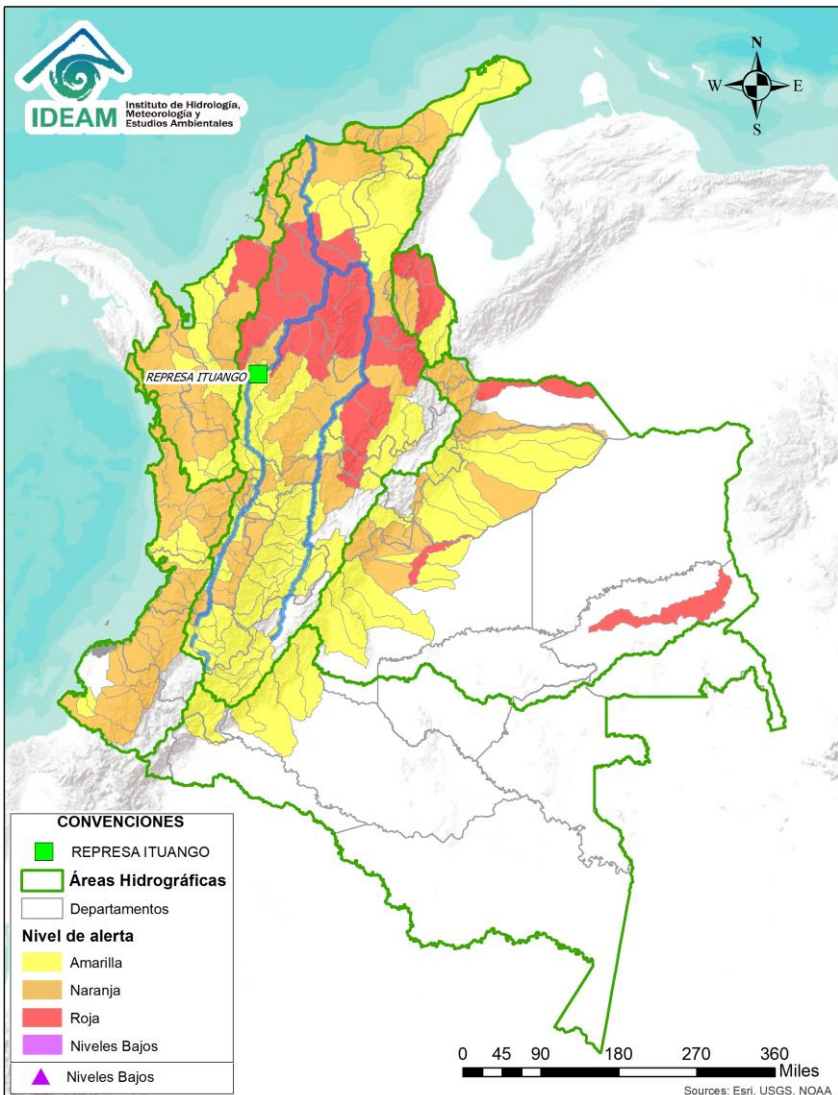 IDEAM
Instituto de Hidrología,
Meteorología y
Estudios Ambientales
N
W
E
S
REPRESA ITUANGO
CONVENCIONES
REPRESA ITUANGO
Áreas Hidrográficas
Departamentos
Nivel de alerta
Amarilla
Naranja
Roja
Niveles Bajos
Niveles Bajos
0 45 90 180 270 360
Miles
Sources: Esri, USGS, NOAA